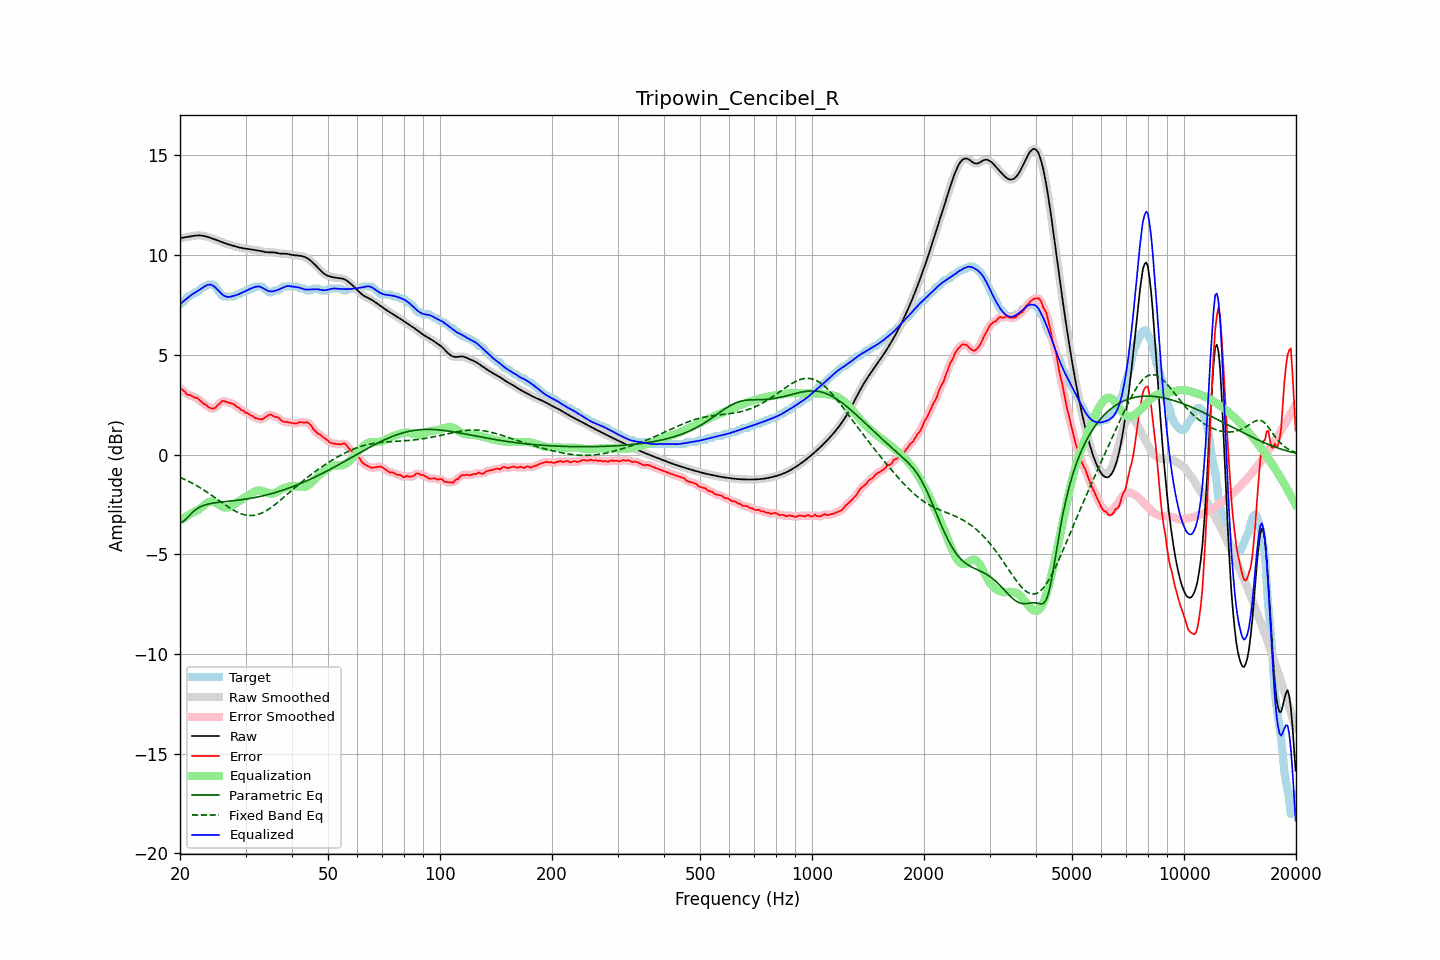 Tripowin_Cencibel_R
Amplitude (dBr)
15
10
5
0
−5
−10
−15
−20
Target
Raw Smoothed
Error Smoothed
Raw
Error
Equalization
Parametric Eq
Fixed Band Eq
Equalized
20 50 100 200 500 1000 2000 5000 10000 20000
Frequency (Hz)